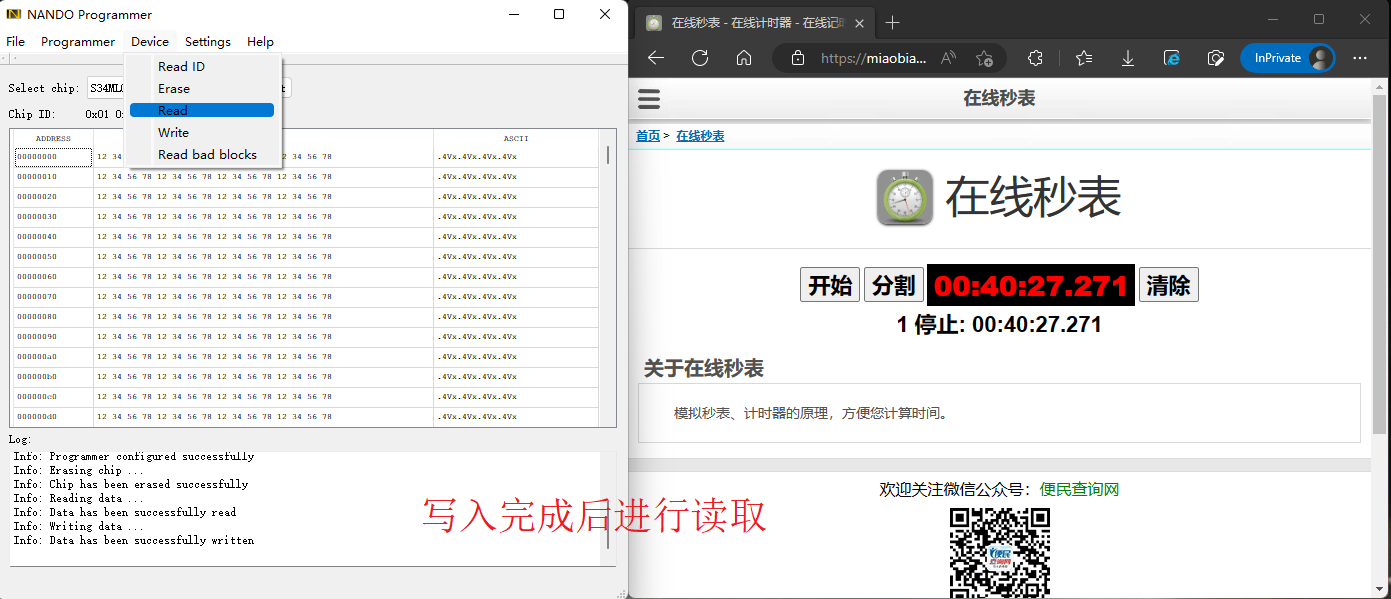 NANDO Programmer
File Programmer Device Settings Help
Read ID
Erase
Read
Write
Read bad blocks
Select chip:
Chip ID: 0x01
ADDRESS ASCII
00000000 12 34 56 78 .4Vx.4Vx.4Vx.4Vx
00000010 12 34 56 78 12 34 56 78 12 34 56 78 12 34 56 78 .4Vx.4Vx.4Vx.4Vx
00000020 12 34 56 78 12 34 56 78 12 34 56 78 12 34 56 78 .4Vx.4Vx.4Vx.4Vx
00000030 12 34 56 78 12 34 56 78 12 34 56 78 12 34 56 78 .4Vx.4Vx.4Vx.4Vx
00000040 12 34 56 78 12 34 56 78 12 34 56 78 12 34 56 78 .4Vx.4Vx.4Vx.4Vx
00000050 12 34 56 78 12 34 56 78 12 34 56 78 12 34 56 78 .4Vx.4Vx.4Vx.4Vx
00000060 12 34 56 78 12 34 56 78 12 34 56 78 12 34 56 78 .4Vx.4Vx.4Vx.4Vx
00000070 12 34 56 78 12 34 56 78 12 34 56 78 12 34 56 78 .4Vx.4Vx.4Vx.4Vx
00000080 12 34 56 78 12 34 56 78 12 34 56 78 12 34 56 78 .4Vx.4Vx.4Vx.4Vx
00000090 12 34 56 78 12 34 56 78 12 34 56 78 12 34 56 78 .4Vx.4Vx.4Vx.4Vx
000000a0 12 34 56 78 12 34 56 78 12 34 56 78 12 34 56 78 .4Vx.4Vx.4Vx.4Vx
000000b0 12 34 56 78 12 34 56 78 12 34 56 78 12 34 56 78 .4Vx.4Vx.4Vx.4Vx
000000c0 12 34 56 78 12 34 56 78 12 34 56 78 12 34 56 78 .4Vx.4Vx.4Vx.4Vx
000000d0 12 34 56 78 12 34 56 78 12 34 56 78 12 34 56 78 .4Vx.4Vx.4Vx.4Vx
Log:
Info: Programmer configured successfully
Info: Erasing chip ...
Info: Chip has been erased successfully
Info: Reading data ...
Info: Data has been successfully read
Info: Writing data ...
Info: Data has been successfully written
写入完成后进行读取
在线秒表 - 在线计时器 - 在线记时
https://miaobia...
InPrivate
在线秒表
首页 > 在线秒表
在线秒表
开始 分割 00:40:27.271 清除
1 停止: 00:40:27.271
关于在线秒表
模拟秒表、计时器的原理，方便您计算时间。
欢迎关注微信公众号：便民查询网
便民
查询网